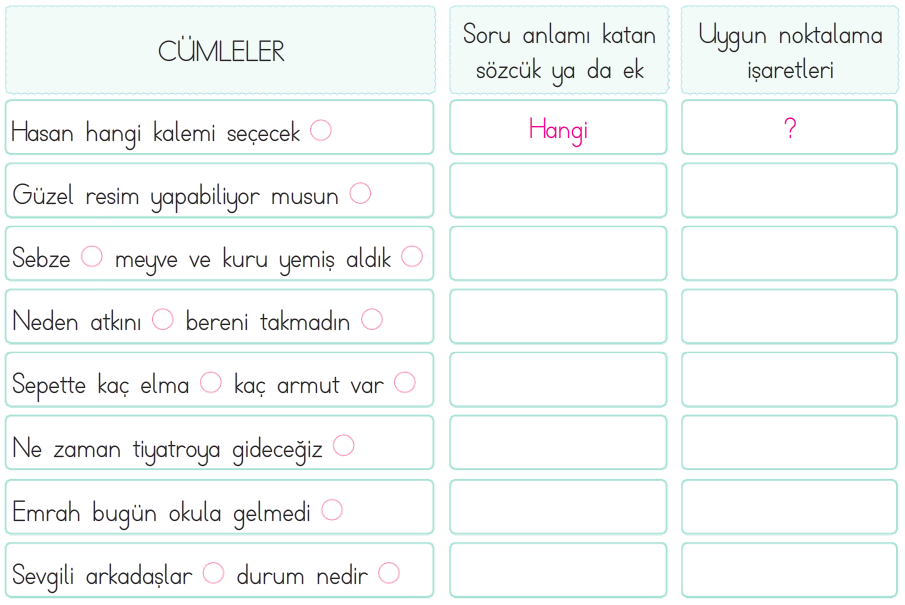 CÜMLELER
Soru anlamı katan
sözcük ya da ek
Uygun noktalama
işaretleri
Hasan hangi kalemi seçecek
Hangi
?
Güzel resim yapabiliyor musun
Sebze meyve ve kuru yemiş aldık
Neden atkını bereni takmadın
Sepette kaç elma kaç armut var
Ne zaman tiyatroya gideceğiz
Emrah bugün okula gelmedi
Sevgili arkadaşlar durum nedir